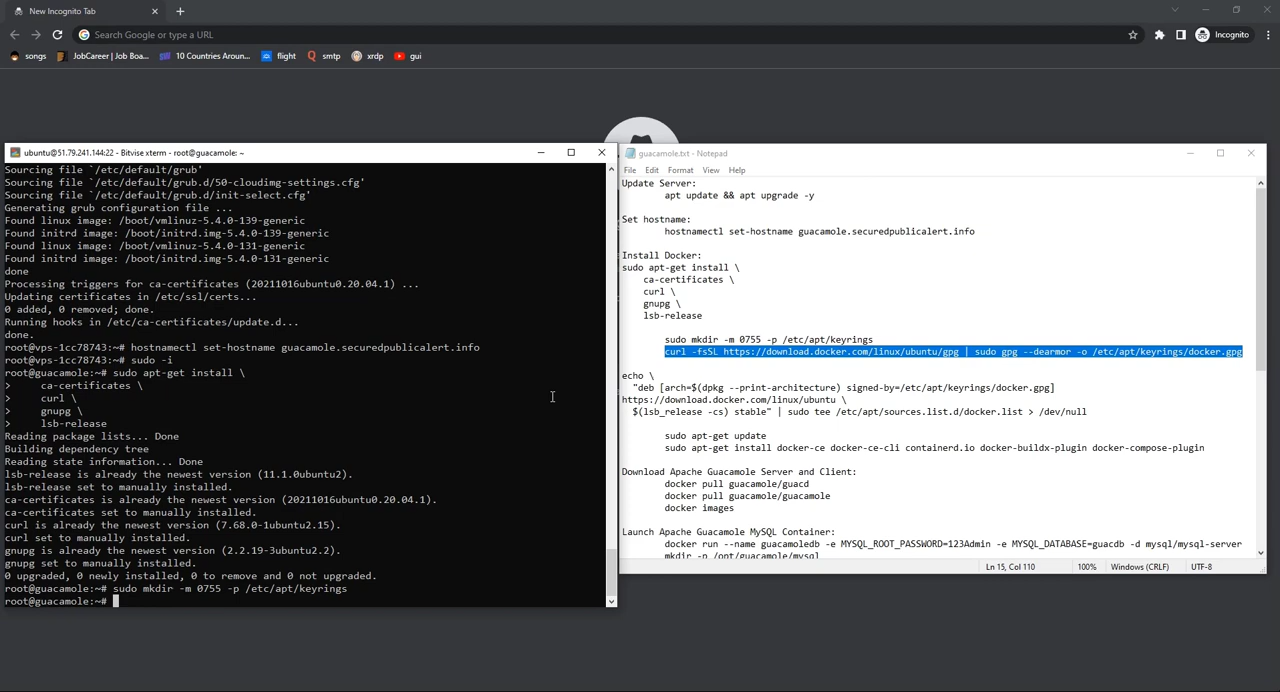 New Incognito Tab
Search Google or type a URL
Incognito
songs
JobCareer | Job Boa...
10 Countries Aroun...
flight
smtp
xrdp
gui
ubuntu@51.79.241.144:22 - Bitvise xterm - root@guacamole: ~
Sourcing file `/etc/default/grub'
Sourcing file `/etc/default/grub.d/50-cloudimg-settings.cfg'
Sourcing file `/etc/default/grub.d/init-select.cfg'
Generating grub configuration file ...
Found linux image: /boot/vmlinuz-5.4.0-139-generic
Found initrd image: /boot/initrd.img-5.4.0-139-generic
Found linux image: /boot/vmlinuz-5.4.0-131-generic
Found initrd image: /boot/initrd.img-5.4.0-131-generic
done
Processing triggers for ca-certificates (20211016ubuntu0.20.04.1) ...
Updating certificates in /etc/ssl/certs...
0 added, 0 removed; done.
Running hooks in /etc/ca-certificates/update.d...
done.
root@vps-1cc78743:~# hostnamectl set-hostname guacamole.securedpublicalert.info
root@vps-1cc78743:~# sudo -i
root@guacamole:~# sudo apt-get install \
> ca-certificates \
> curl \
> gnupg \
> lsb-release
Reading package lists... Done
Building dependency tree
Reading state information... Done
lsb-release is already the newest version (11.1.0ubuntu2).
lsb-release set to manually installed.
ca-certificates is already the newest version (20211016ubuntu0.20.04.1).
ca-certificates set to manually installed.
curl is already the newest version (7.68.0-1ubuntu2.15).
curl set to manually installed.
gnupg is already the newest version (2.2.19-3ubuntu2.2).
gnupg set to manually installed.
0 upgraded, 0 newly installed, 0 to remove and 0 not upgraded.
root@guacamole:~# sudo mkdir -m 0755 -p /etc/apt/keyrings
root@guacamole:~#
guacamole.txt - Notepad
File Edit Format View Help
Update Server:
apt update && apt upgrade -y
Set hostname:
hostnamectl set-hostname guacamole.securedpublicalert.info
Install Docker:
sudo apt-get install \
ca-certificates \
curl \
gnupg \
lsb-release
sudo mkdir -m 0755 -p /etc/apt/keyrings
curl -fsSL https://download.docker.com/linux/ubuntu/gpg | sudo gpg --dearmor -o /etc/apt/keyrings/docker.gpg
echo \
"deb [arch=$(dpkg --print-architecture) signed-by=/etc/apt/keyrings/docker.gpg]
https://download.docker.com/linux/ubuntu \
$(lsb_release -cs) stable" | sudo tee /etc/apt/sources.list.d/docker.list > /dev/null
sudo apt-get update
sudo apt-get install docker-ce docker-ce-cli containerd.io docker-buildx-plugin docker-compose-plugin
Download Apache Guacamole Server and Client:
docker pull guacamole/guacd
docker pull guacamole/guacamole
docker images
Launch Apache Guacamole MySQL Container:
docker run --name guacamoledb -e MYSQL_ROOT_PASSWORD=123Admin -e MYSQL_DATABASE=guacdb -d mysql/mysql-server
mkdir -p /opt/guacamole/mysql
Ln 15, Col 110
100%
Windows (CRLF)
UTF-8